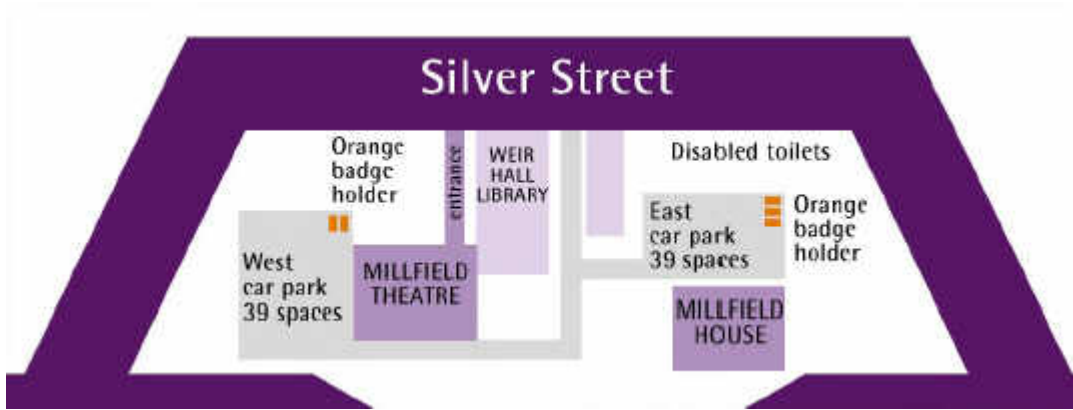 Silver Street
Orange
badge
holder
entrance
WEIR
HALL
LIBRARY
Disabled toilets
East
car park
39 spaces
Orange
badge
holder
West
car park
39 spaces
MILLFIELD
THEATRE
MILLFIELD
HOUSE